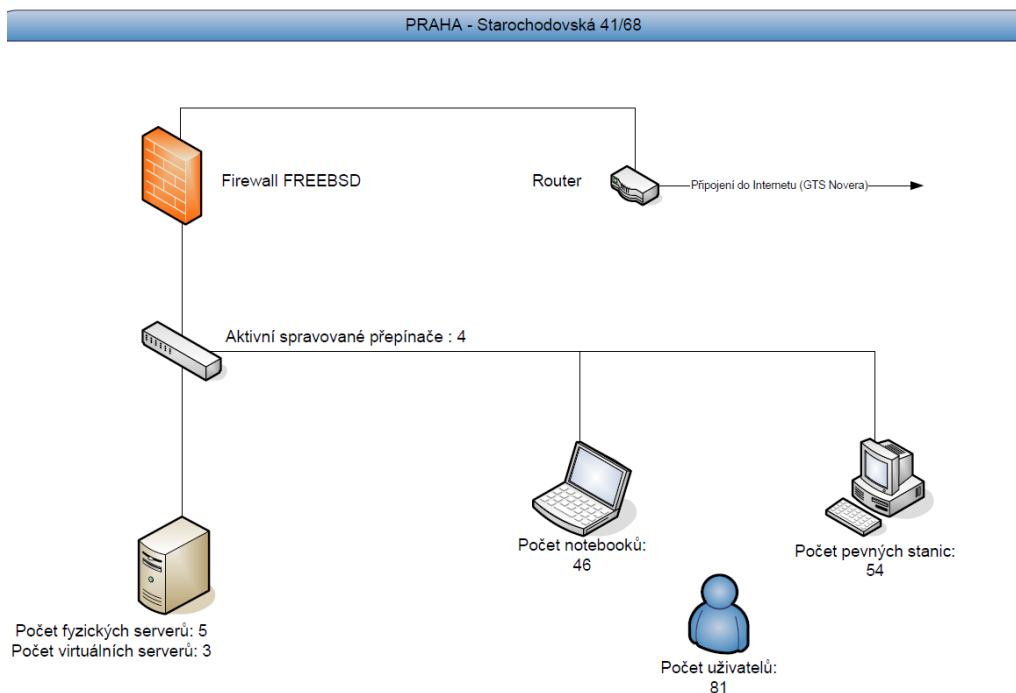 PRAHA - Starochodovská 41/68
Firewall FREEBSD
Router
Připojení do Internetu (GTS Novera)
Aktivní spravované přepínače : 4
Počet notebooků:
46
Počet pevných stanic:
54
Počet fyzických serverů: 5
Počet virtuálních serverů: 3
Počet uživatelů:
81